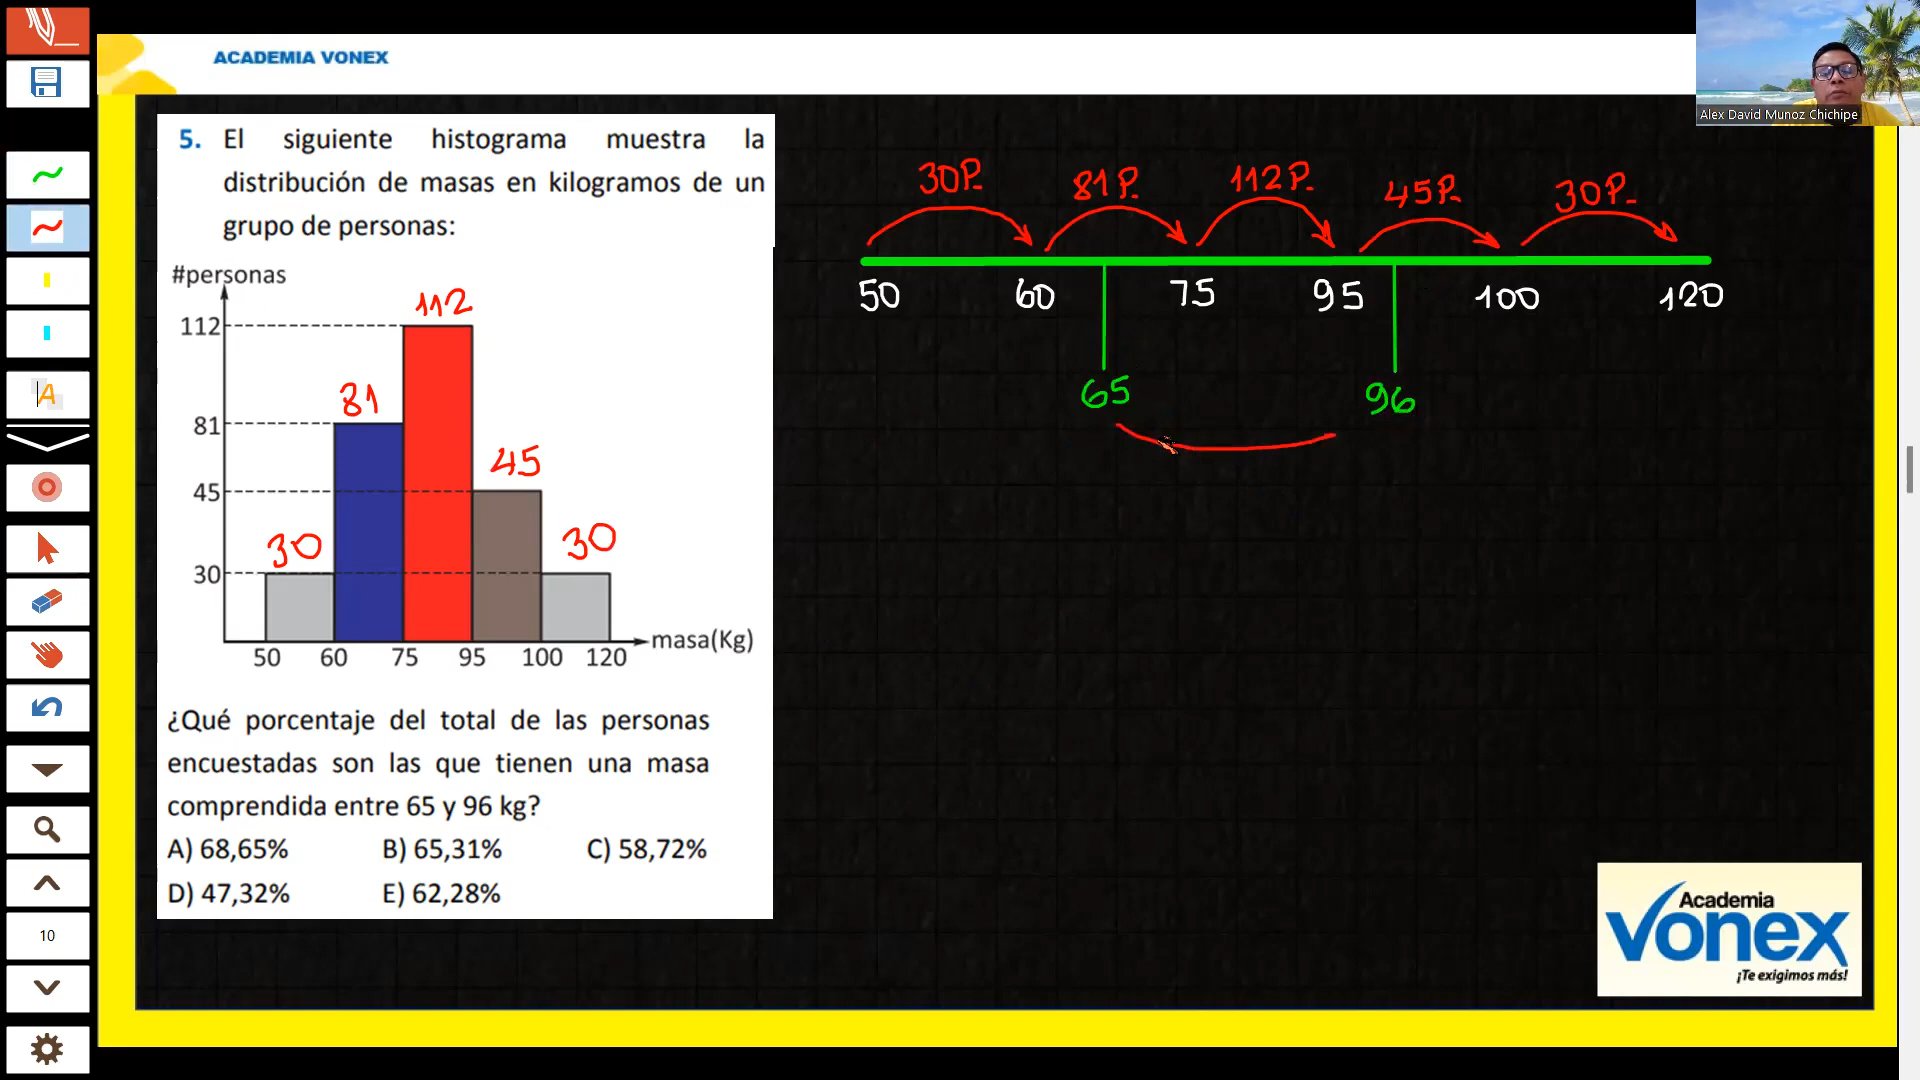 ACADEMIA VONEX
Alex David Munoz Chichipe
5. El siguiente histograma muestra la
distribución de masas en kilogramos de un
grupo de personas:
#personas
112
112
81
81
45
45
30
30
30
50 60 75 95 100 120
masa(Kg)
¿Qué porcentaje del total de las personas
encuestadas son las que tienen una masa
comprendida entre 65 y 96 kg?
A) 68,65% B) 65,31% C) 58,72%
D) 47,32% E) 62,28%
30P. 81P. 112P. 45P. 30P.
50 60 75 95 100 120
65 96
A
10
Academia
Vonex
¡Te exigimos más!